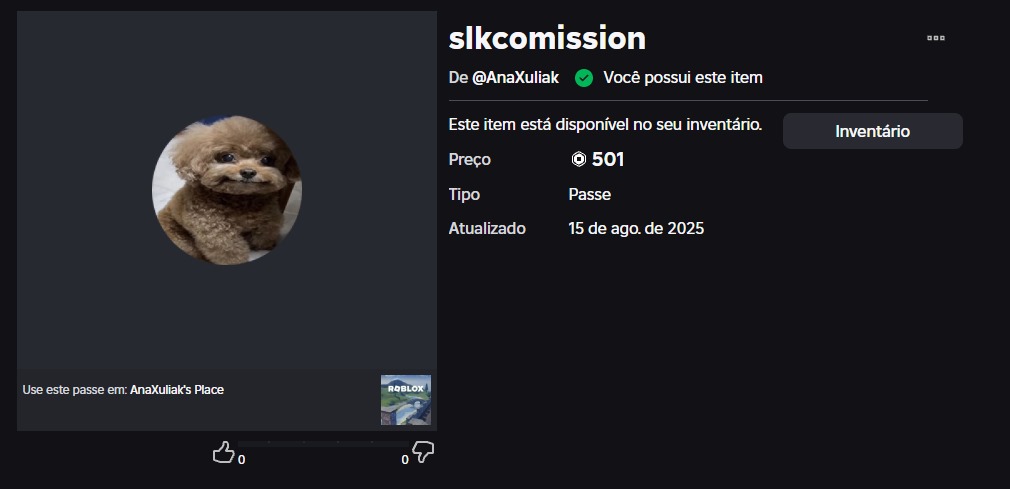 slkcomission
De @AnaXuliak Você possui este item
Este item está disponível no seu inventário.
Inventário
Preço 501
Tipo Passe
Atualizado 15 de ago. de 2025
Use este passe em: AnaXuliak's Place
ROBLOX
0 0